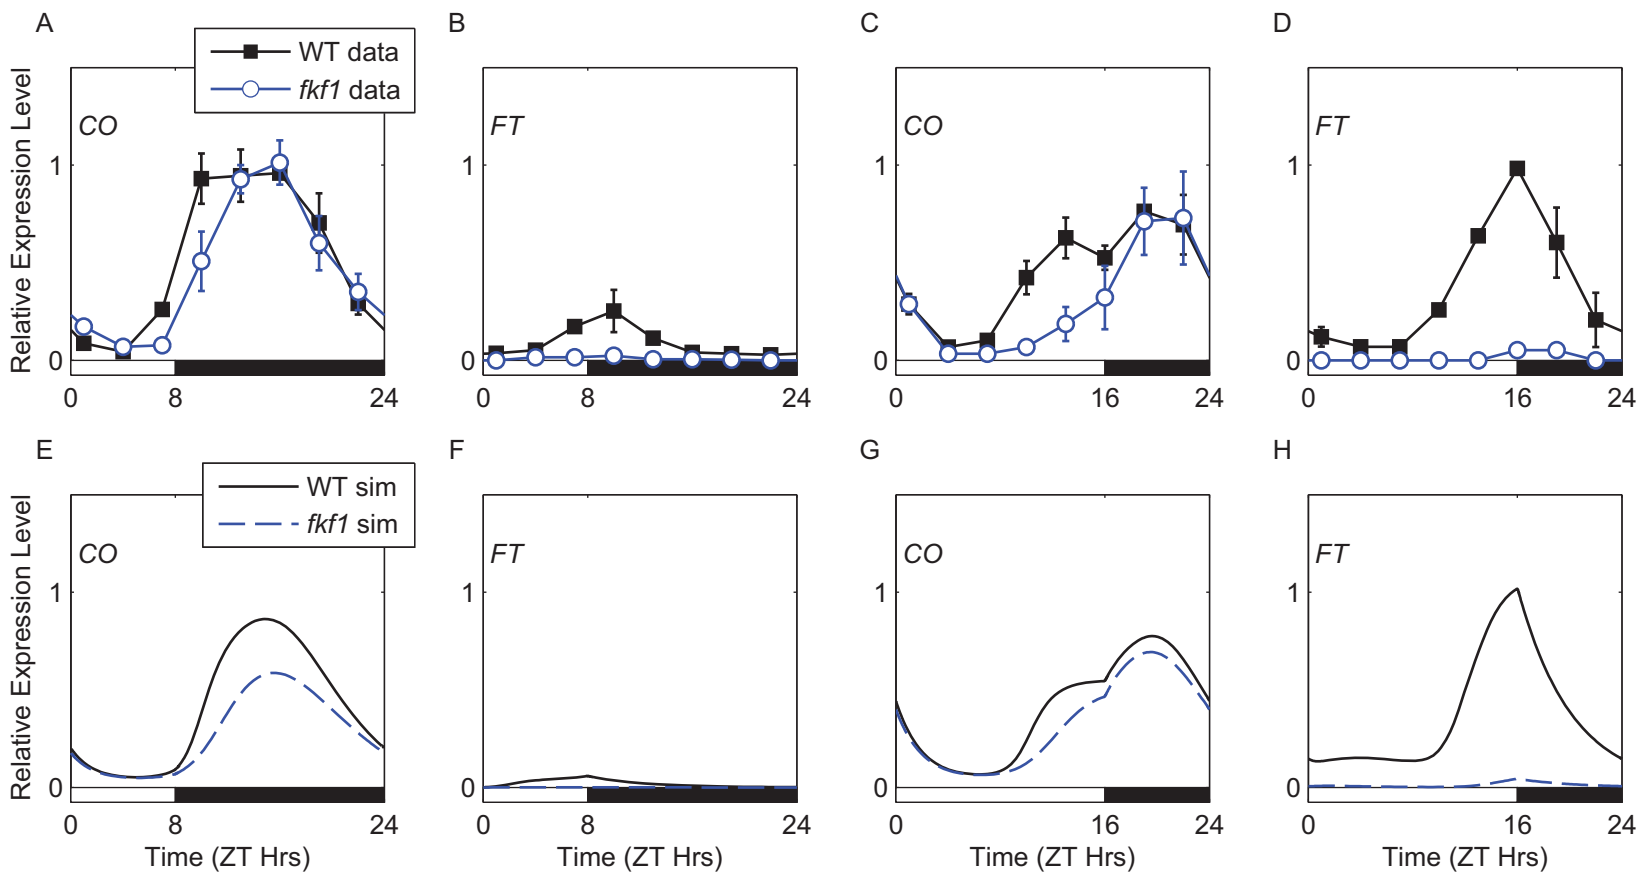 A
B
C
D
WT data
fkf1 data
Relative Expression Level
CO
FT
CO
FT
1
1
1
1
0
0
0
0
0
8
24
0
8
24
0
16
24
0
16
24
E
F
G
H
WT sim
fkf1 sim
Relative Expression Level
CO
FT
CO
FT
1
1
1
1
0
0
0
0
0
8
24
0
8
24
0
16
24
0
16
24
Time (ZT Hrs)
Time (ZT Hrs)
Time (ZT Hrs)
Time (ZT Hrs)